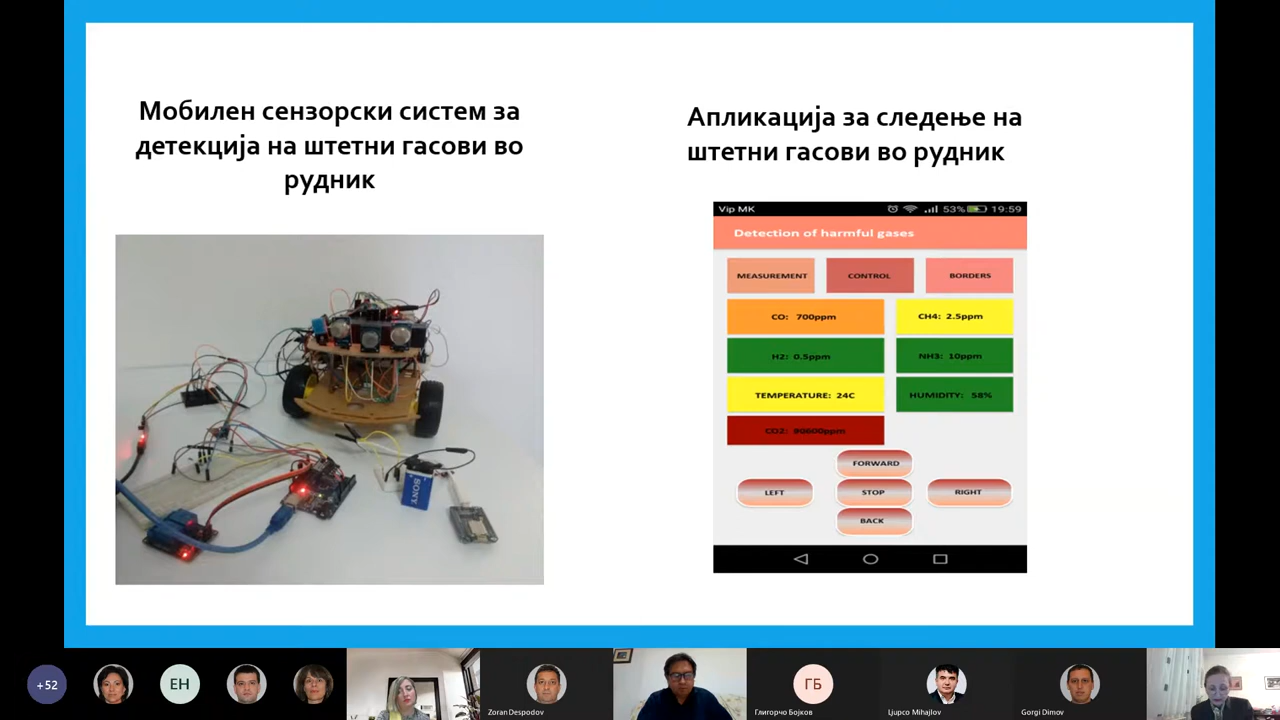 Мобилен сензорски систем за
детекција на штетни гасови во
рудник
Апликација за следење на
штетни гасови во рудник
Vip MK 53% 19:59
Detection of harmful gases
MEASUREMENT CONTROL BORDERS
CO: 700ppm CH4: 2.5ppm
H2: 0.5ppm NH3: 10ppm
TEMPERATURE: 24C HUMIDITY: 58%
CO2: 90600ppm
FORWARD
LEFT STOP RIGHT
BACK
SONY
+52 EH ГБ
Zoran Despodov Глигорчо Бојков Ljupco Mihajlov Gorgi Dimov